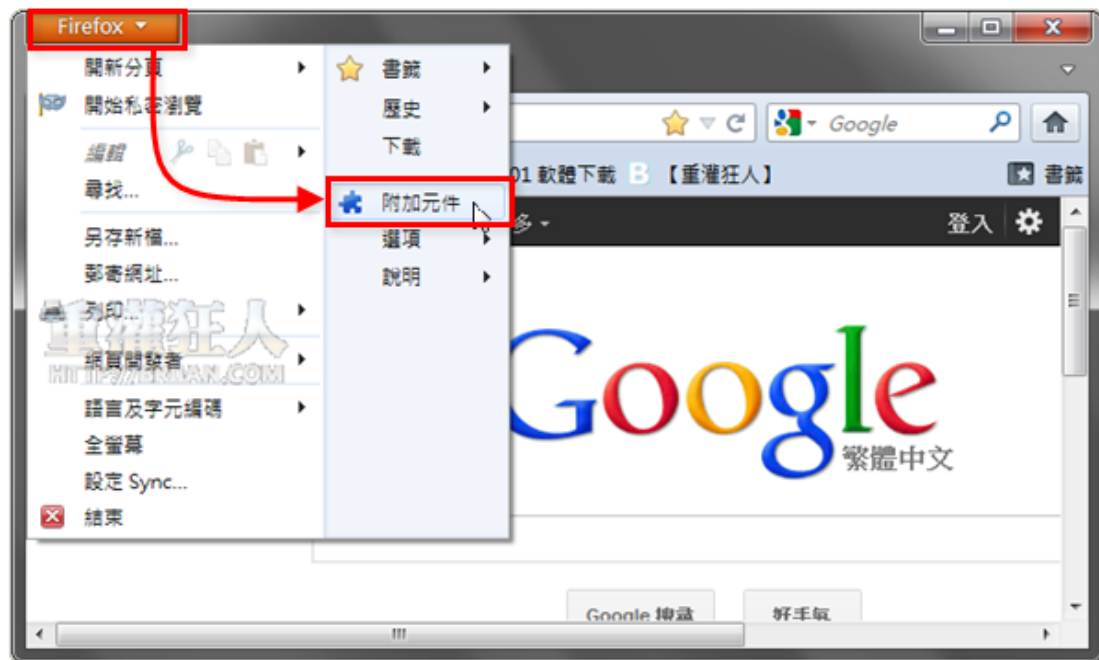 Firefox
開新分頁
開始私密瀏覽
編輯
尋找...
另存新檔...
郵寄網址...
列印...
網頁開發者
語言及字元編碼
全螢幕
設定 Sync...
結束
書籤
歷史
下載
附加元件
選項
說明
重灌狂人
HTTP://BRIIAN.COM
Google
01 軟體下載
【重灌狂人】
書籤
多
登入
Google
繁體中文
Google 搜尋
好手氣